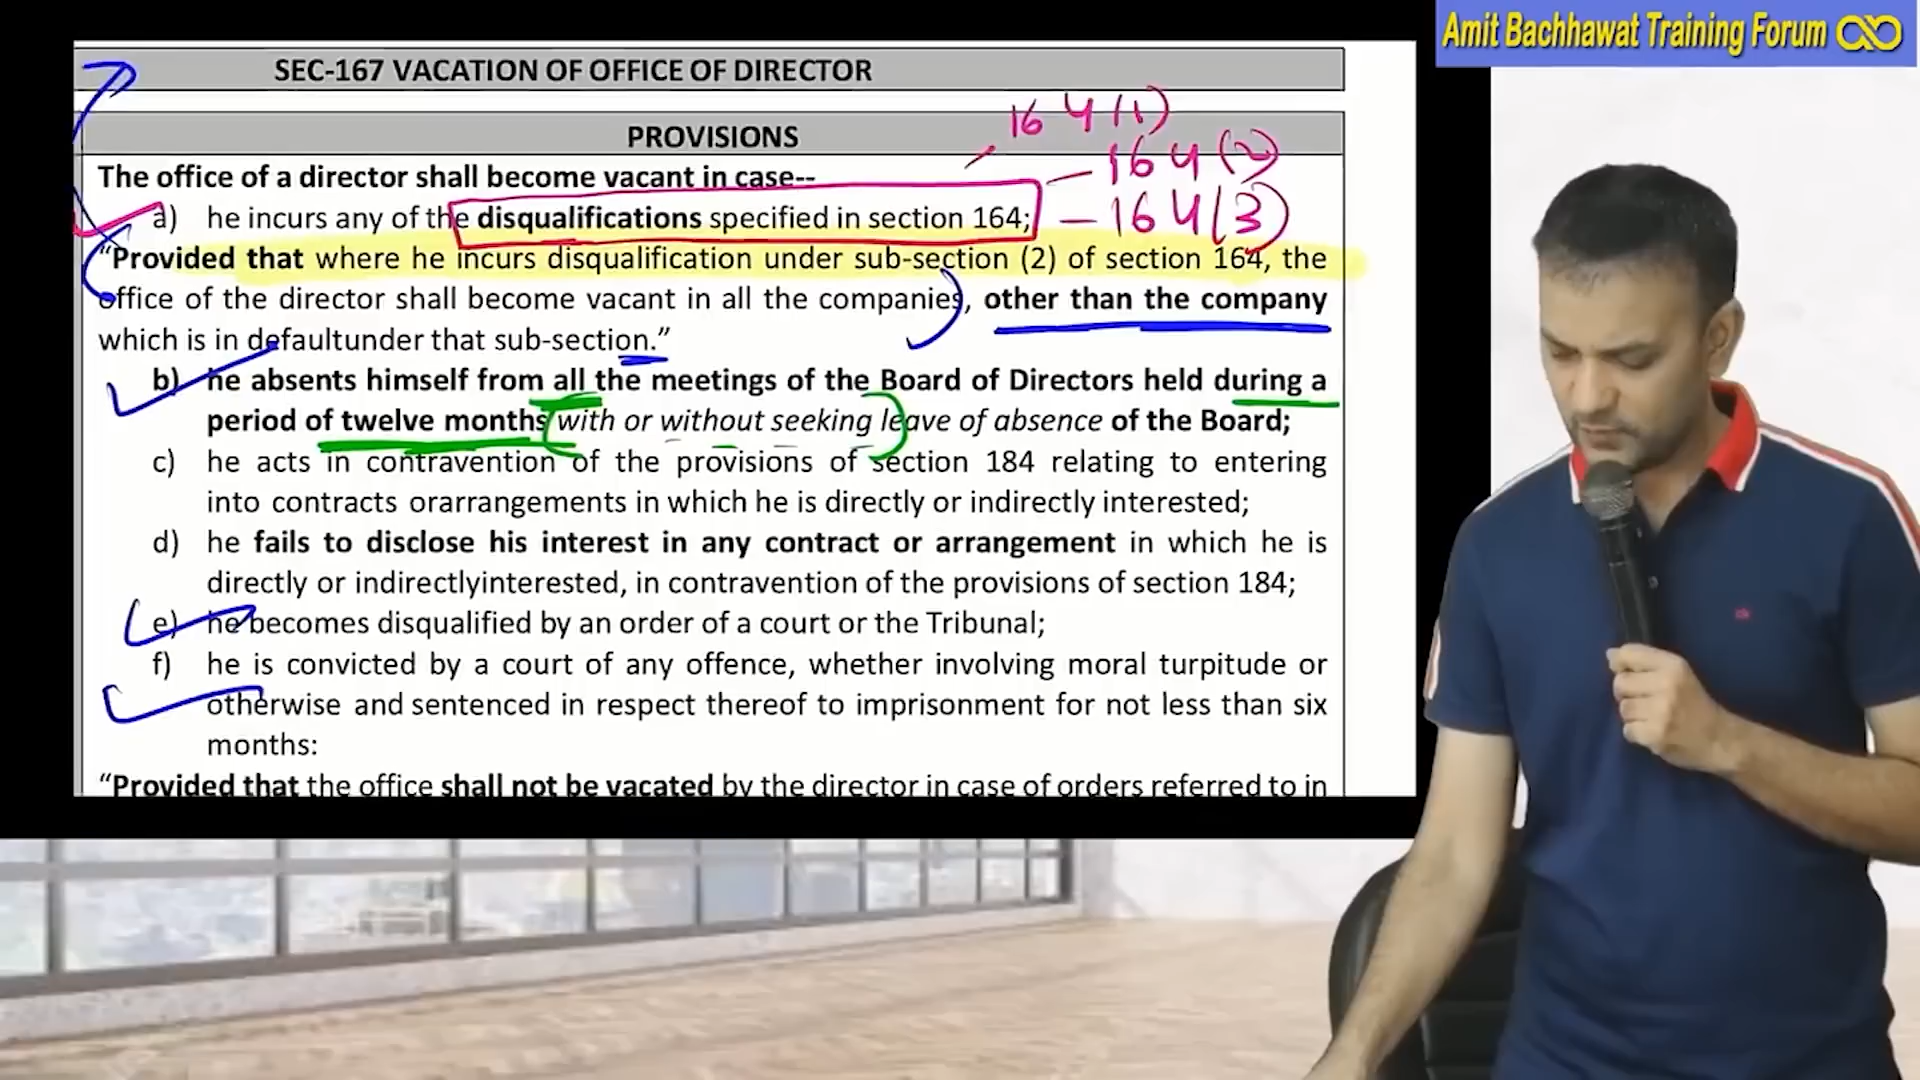 Amit Bachhawat Training Forum
SEC-167 VACATION OF OFFICE OF DIRECTOR
164(1)
PROVISIONS
- 164(2)
The office of a director shall become vacant in case--
a) he incurs any of the disqualifications specified in section 164;
- 164(3)
“Provided that where he incurs disqualification under sub-section (2) of section 164, the
office of the director shall become vacant in all the companies, other than the company
which is in defaultunder that sub-section.”
b) he absents himself from all the meetings of the Board of Directors held during a
period of twelve months with or without seeking leave of absence of the Board;
c) he acts in contravention of the provisions of section 184 relating to entering
into contracts orarrangements in which he is directly or indirectly interested;
d) he fails to disclose his interest in any contract or arrangement in which he is
directly or indirectlyinterested, in contravention of the provisions of section 184;
e) he becomes disqualified by an order of a court or the Tribunal;
f) he is convicted by a court of any offence, whether involving moral turpitude or
otherwise and sentenced in respect thereof to imprisonment for not less than six
months:
“Provided that the office shall not be vacated by the director in case of orders referred to in